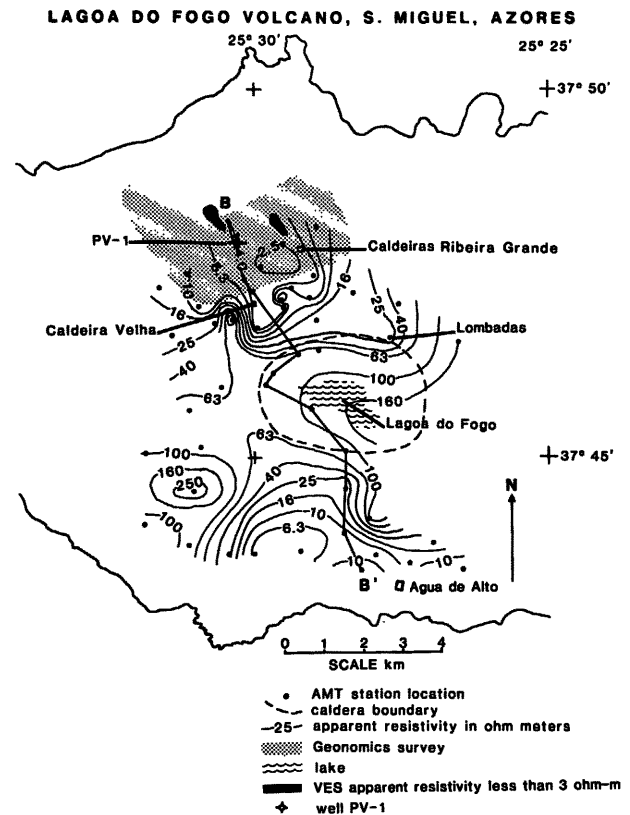 LAGOA DO FOGO VOLCANO, S. MIGUEL, AZORES
25° 30' 25° 25'
37° 50'
B
PV-1
Caldeiras Ribeira Grande
2.5
10
16
16
25
40
Caldeira Velha
Lombadas
25
40
63
63
100
160
Lagoa do Fogo
63
100
160
250
100
40
25
16
10
6.3
100
37° 45'
N
10
10
B' Agua de Alto
0 1 2 3 4
SCALE km
AMT station location
caldera boundary
25 apparent resistivity in ohm meters
Geonomics survey
lake
VES apparent resistivity less than 3 ohm-m
well PV-1